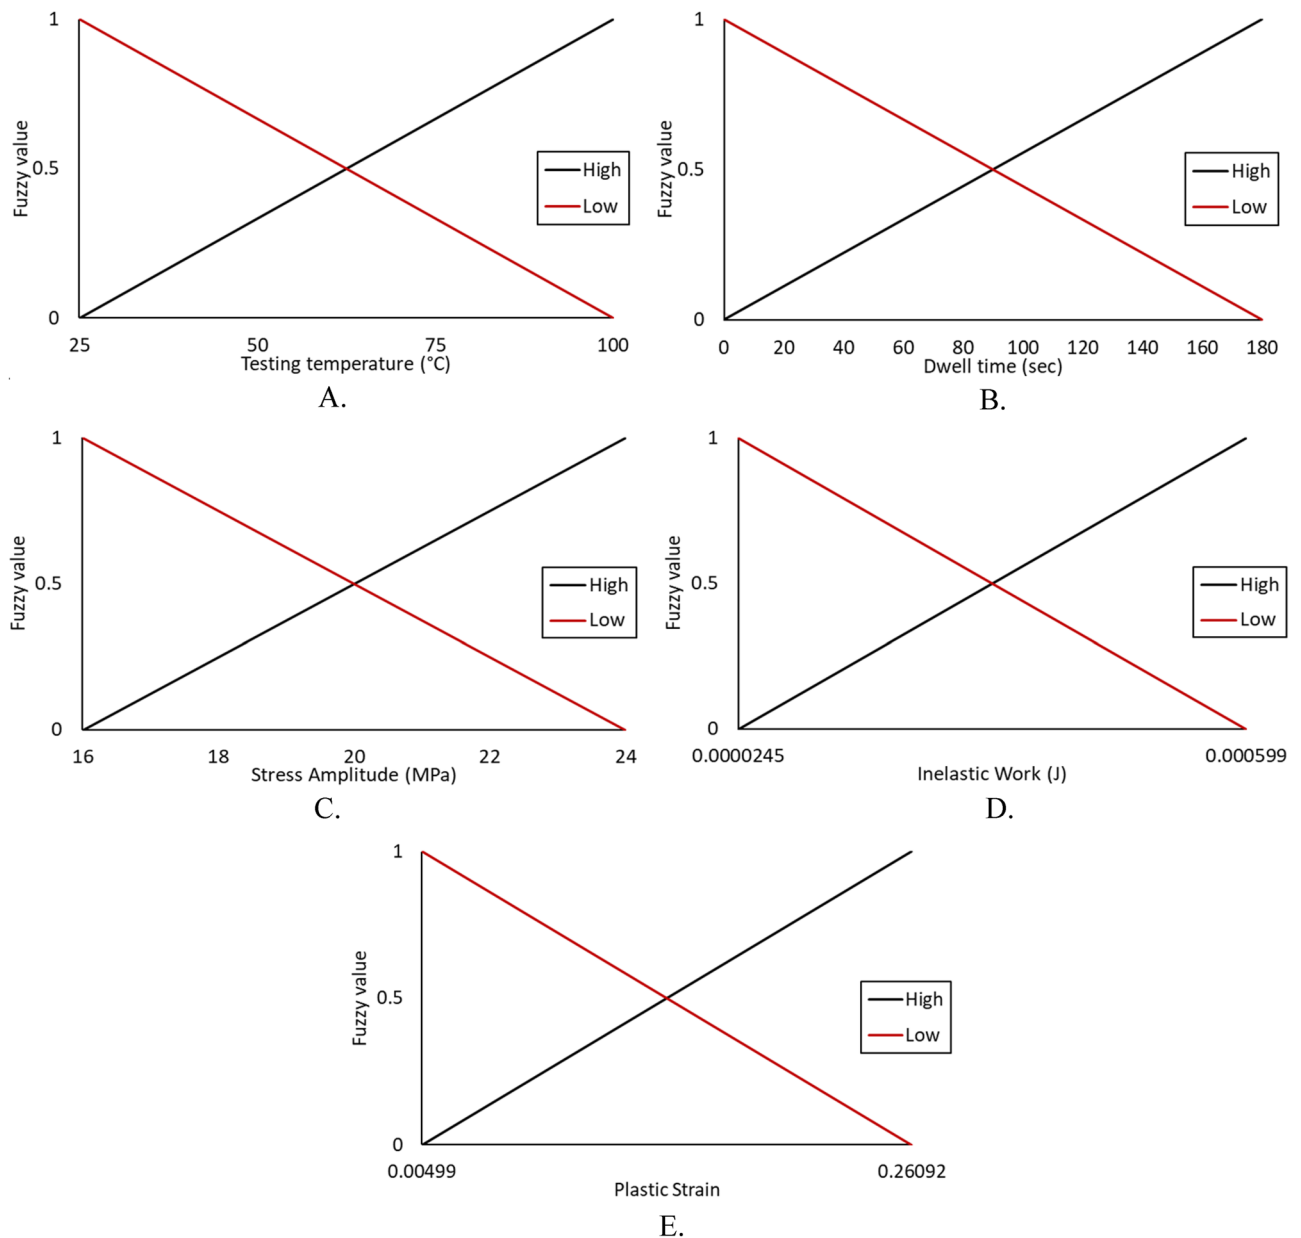 1
Fuzzy value
0.5
0
High
Low
25 50 75 100
Testing temperature (°C)
A.
1
Fuzzy value
0.5
0
High
Low
0 20 40 60 80 100 120 140 160 180
Dwell time (sec)
B.
1
Fuzzy value
0.5
0
High
Low
16 18 20 22 24
Stress Amplitude (MPa)
C.
1
Fuzzy value
0.5
0
High
Low
0.0000245 0.000599
Inelastic Work (J)
D.
1
Fuzzy value
0.5
0
High
Low
0.00499 0.26092
Plastic Strain
E.